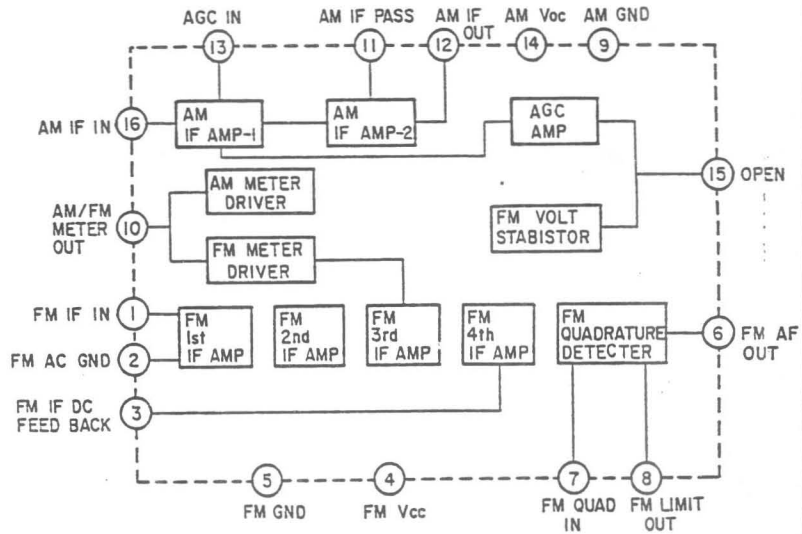 AGC IN
AM IF PASS
AM IF
OUT
AM Voc
AM GND
13
11
12
14
9
AM IF IN
16
AM
IF AMP-1
AM
IF AMP-2
AGC
AMP
15
OPEN
AM/FM
METER
OUT
10
AM METER
DRIVER
FM METER
DRIVER
FM VOLT
STABISTOR
FM IF IN
1
FM
1st
IF AMP
FM
2nd
IF AMP
FM
3rd
IF AMP
FM
4th
IF AMP
FM
QUADRATURE
DETECTER
6
FM AF
OUT
FM AC GND
2
FM IF DC
FEED BACK
3
5
4
7
8
FM GND
FM Vcc
FM QUAD
IN
FM LIMIT
OUT